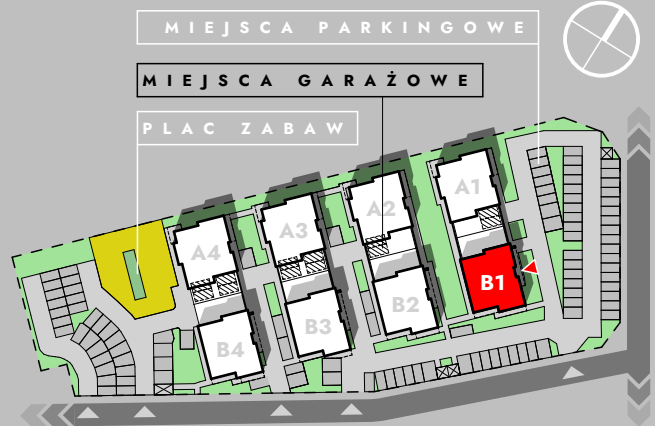 MIEJSCA PARKINGOWE
MIEJSCA GARAŻOWE
PLAC ZABAW
A1
A2
A3
A4
B1
B2
B3
B4